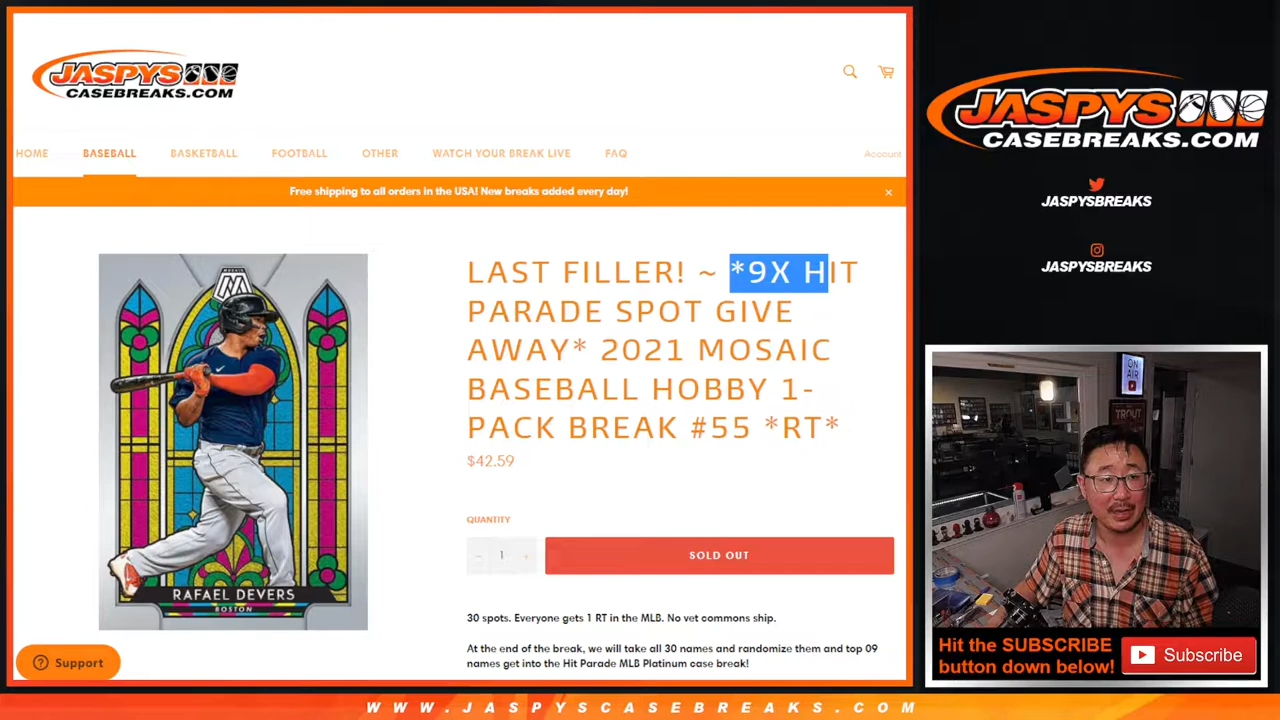 JASPYS
CASEBREAKS.COM
HOME BASEBALL BASKETBALL FOOTBALL OTHER WATCH YOUR BREAK LIVE FAQ Account
Free shipping to all orders in the USA! New breaks added every day! ×
LAST FILLER! ~ *9X HIT
PARADE SPOT GIVE
AWAY* 2021 MOSAIC
BASEBALL HOBBY 1-
PACK BREAK #55 *RT*
$42.59
QUANTITY
− 1 +
SOLD OUT
30 spots. Everyone gets 1 RT in the MLB. No vet commons ship.
At the end of the break, we will take all 30 names and randomize them and top 09
names get into the Hit Parade MLB Platinum case break!
MOSAIC
RAFAEL DEVERS
BOSTON
? Support
JASPYS
CASEBREAKS.COM
JASPYSBREAKS
JASPYSBREAKS
ON
AIR
TROUT
Hit the SUBSCRIBE
button down below!
Subscribe
WWW.JASPYSCASEBREAKS.COM